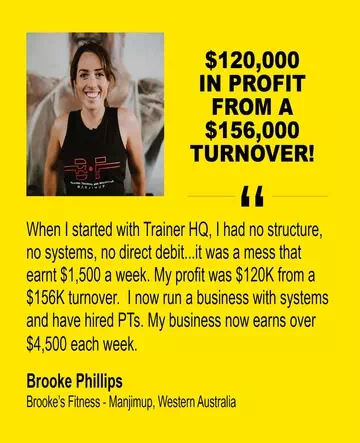 $120,000
IN PROFIT
FROM A
$156,000
TURNOVER!
“
When I started with Trainer HQ, I had no structure,
no systems, no direct debit...it was a mess that
earnt $1,500 a week. My profit was $120K from a
$156K turnover. I now run a business with systems
and have hired PTs. My business now earns over
$4,500 each week.
Brooke Phillips
Brooke's Fitness - Manjimup, Western Australia